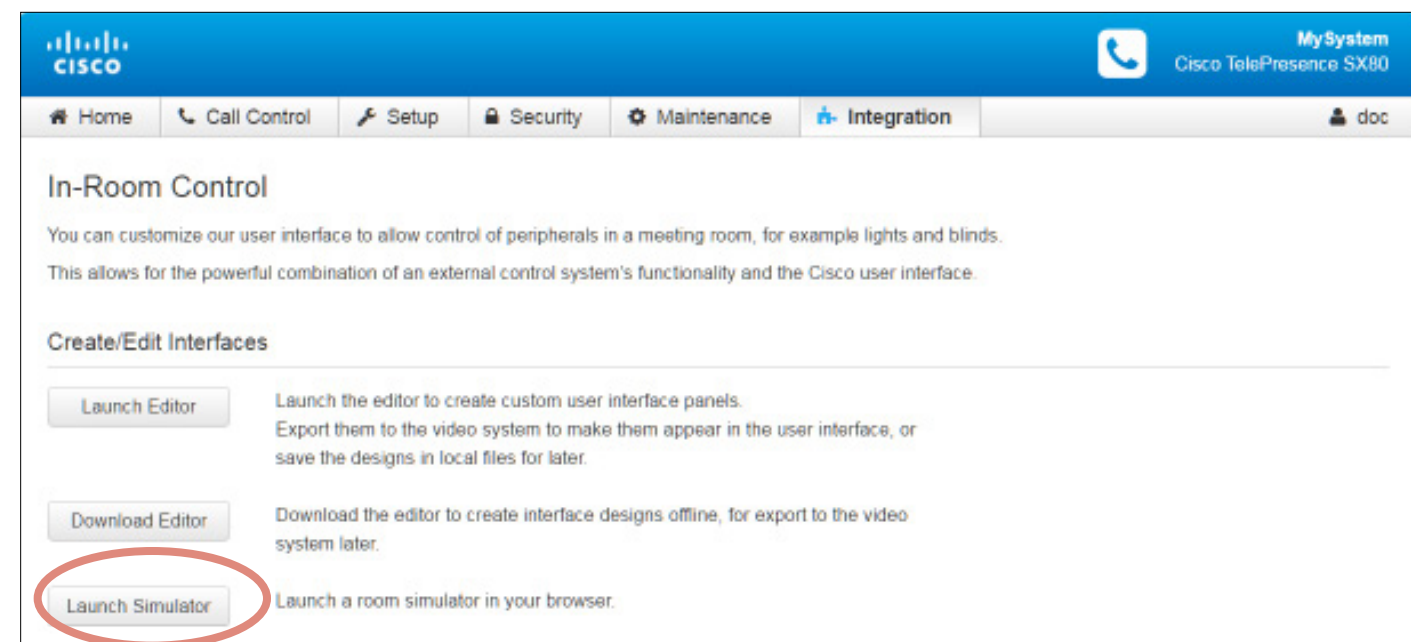 CISCO
MySystem
Cisco TelePresence SX80
Home Call Control Setup Security Maintenance Integration doc
In-Room Control
You can customize our user interface to allow control of peripherals in a meeting room, for example lights and blinds.
This allows for the powerful combination of an external control system's functionality and the Cisco user interface.
Create/Edit Interfaces
Launch Editor
Launch the editor to create custom user interface panels.
Export them to the video system to make them appear in the user interface, or
save the designs in local files for later.
Download Editor
Download the editor to create interface designs offline, for export to the video
system later.
Launch Simulator
Launch a room simulator in your browser.